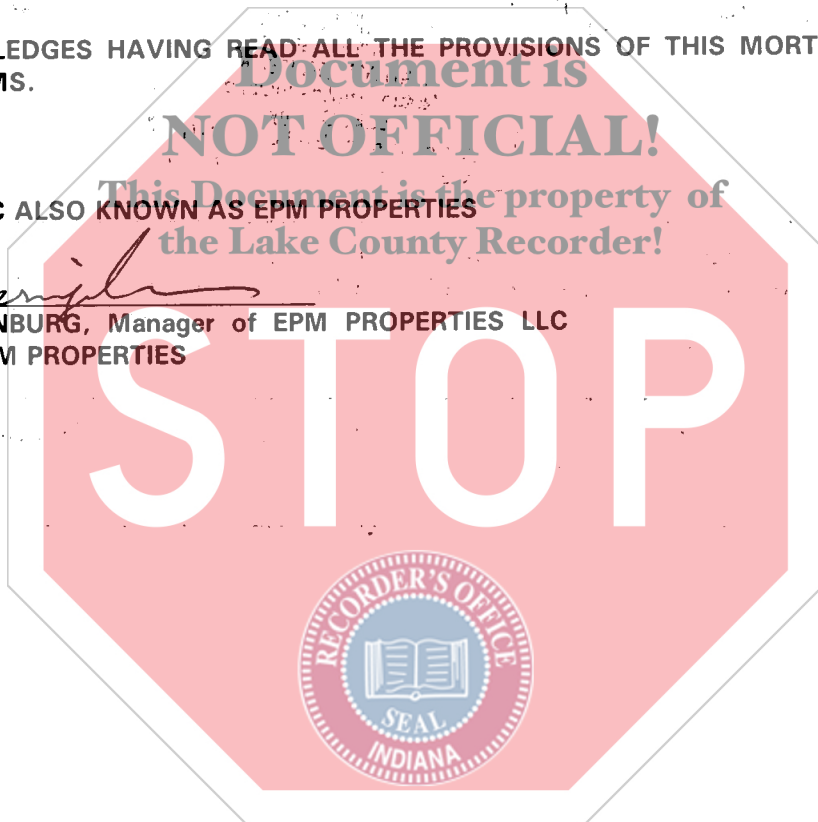 LEDGES HAVING READ ALL THE PROVISIONS OF THIS MORT
MS.
Document is
NOT OFFICIAL!
This Document is the property of
the Lake County Recorder!
C ALSO KNOWN AS EPM PROPERTIES
NBURG, Manager of EPM PROPERTIES LLC
M PROPERTIES
STOP
RECORDER'S OFFICE
SEAL
INDIANA